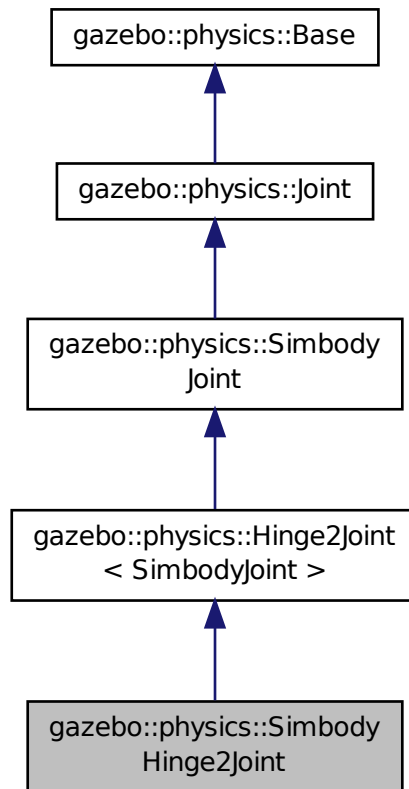 gazebo::physics::Base
gazebo::physics::Joint
gazebo::physics::Simbody
Joint
gazebo::physics::Hinge2Joint
< SimbodyJoint >
gazebo::physics::Simbody
Hinge2Joint